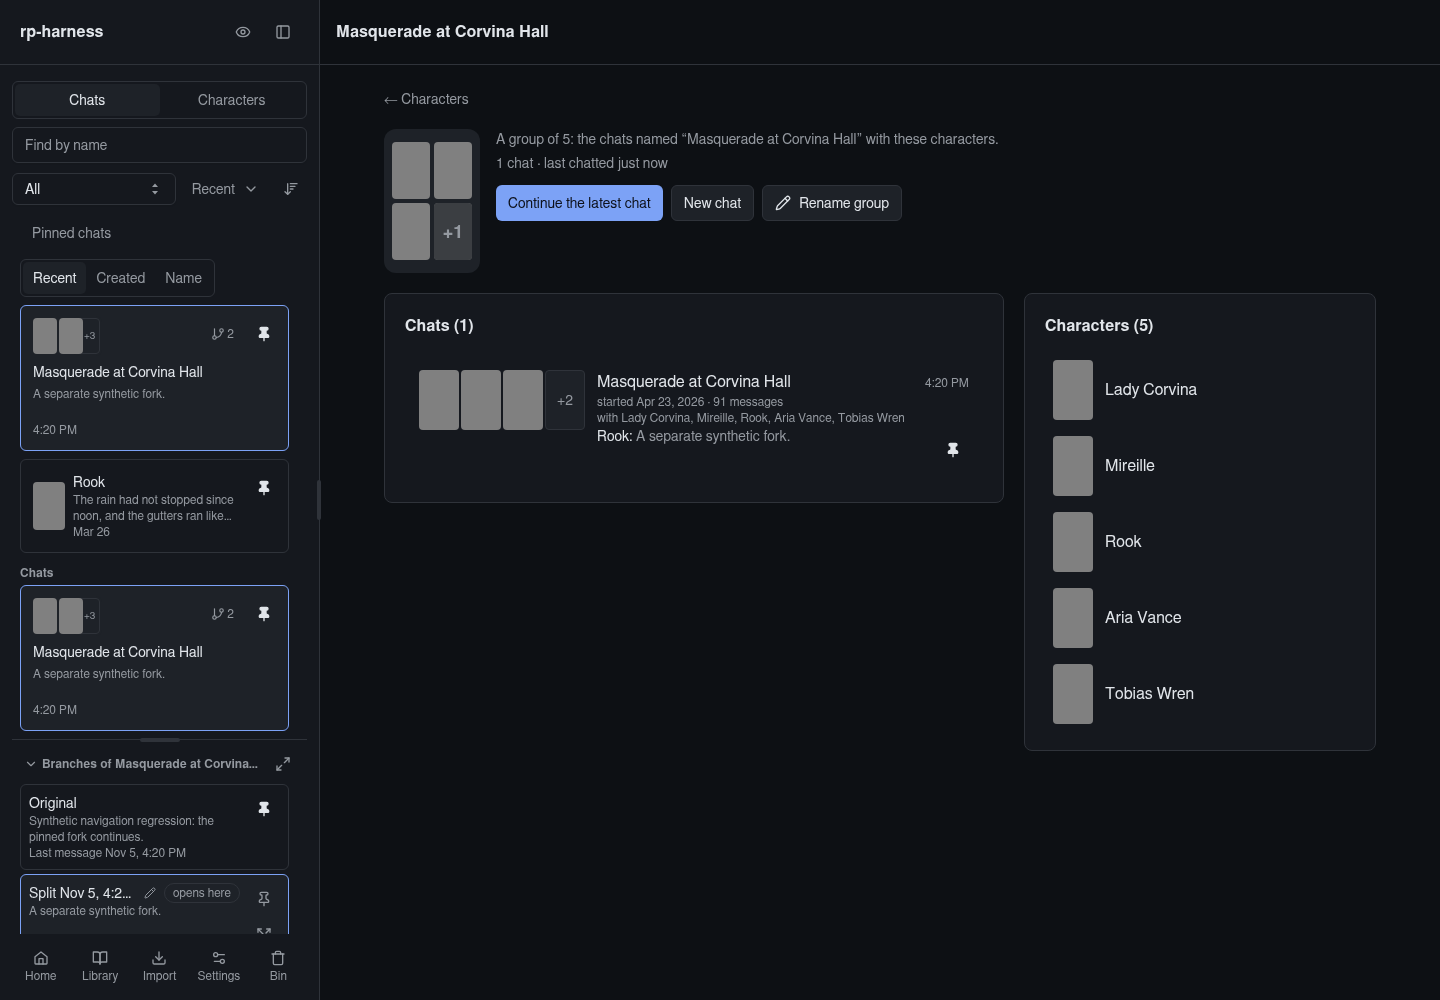 rp-harness
Masquerade at Corvina Hall
Chats
Characters
Find by name
All
Recent
Pinned chats
Recent
Created
Name
+3
2
Masquerade at Corvina Hall
A separate synthetic fork.
4:20 PM
Rook
The rain had not stopped since
noon, and the gutters ran like...
Mar 26
Chats
+3
2
Masquerade at Corvina Hall
A separate synthetic fork.
4:20 PM
Branches of Masquerade at Corvina...
Original
Synthetic navigation regression: the
pinned fork continues.
Last message Nov 5, 4:20 PM
Split Nov 5, 4:2...
opens here
A separate synthetic fork.
Home
Library
Import
Settings
Bin
← Characters
+1
A group of 5: the chats named “Masquerade at Corvina Hall” with these characters.
1 chat · last chatted just now
Continue the latest chat
New chat
Rename group
Chats (1)
+2
Masquerade at Corvina Hall
4:20 PM
started Apr 23, 2026 · 91 messages
with Lady Corvina, Mireille, Rook, Aria Vance, Tobias Wren
Rook: A separate synthetic fork.
Characters (5)
Lady Corvina
Mireille
Rook
Aria Vance
Tobias Wren